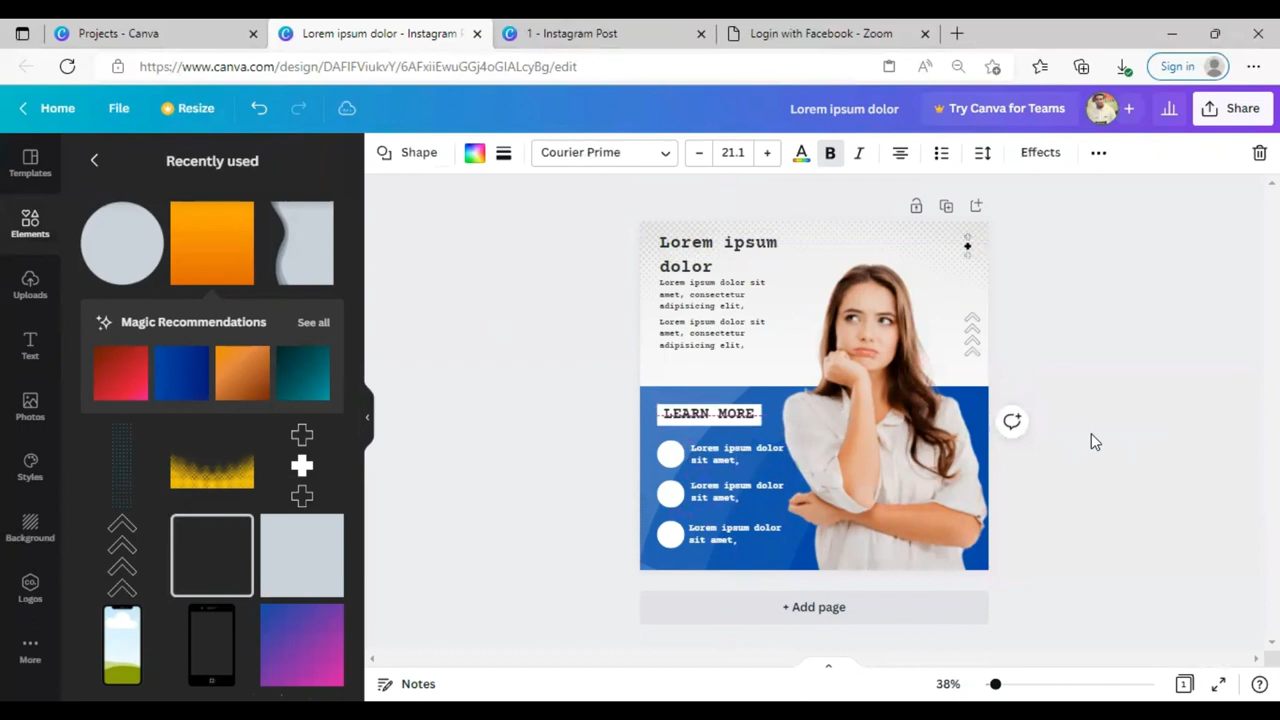 Projects - Canva
Lorem ipsum dolor - Instagram P
1 - Instagram Post
Login with Facebook - Zoom
https://www.canva.com/design/DAFIFViukvY/6AFxiiEwuGGj4oGIALcyBg/edit
Sign in
Home
File
Resize
Lorem ipsum dolor
Try Canva for Teams
Share
Templates
Elements
Uploads
Text
Photos
Styles
Background
CO.
Logos
More
Recently used
Magic Recommendations
See all
Shape
Courier Prime
21.1
A
B
I
Effects
Lorem ipsum
dolor
Lorem ipsum dolor sit
amet, consectetur
adipisicing elit,
Lorem ipsum dolor sit
amet, consectetur
adipisicing elit,
LEARN MORE
Lorem ipsum dolor
sit amet,
Lorem ipsum dolor
sit amet,
Lorem ipsum dolor
sit amet,
+ Add page
Notes
38%
1